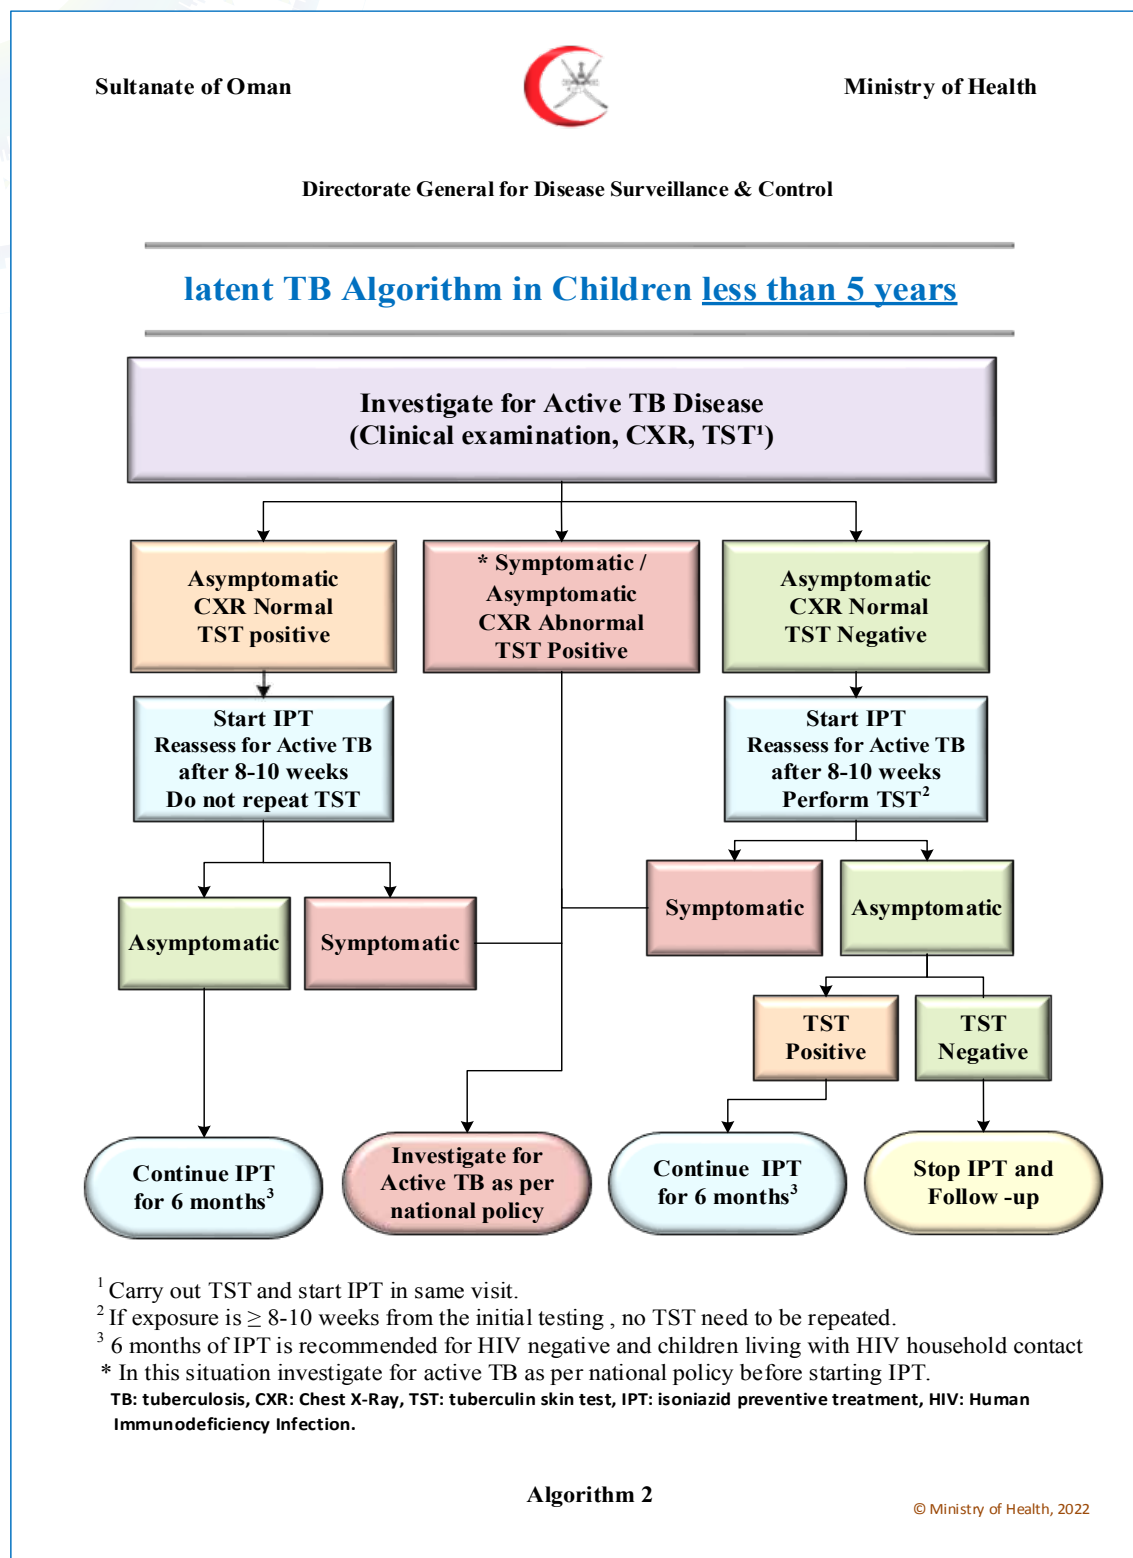 Sultanate of Oman
Ministry of Health
Directorate General for Disease Surveillance & Control
latent TB Algorithm in Children less than 5 years
Investigate for Active TB Disease
(Clinical examination, CXR, TST¹)
Asymptomatic
CXR Normal
TST positive
* Symptomatic /
Asymptomatic
CXR Abnormal
TST Positive
Asymptomatic
CXR Normal
TST Negative
Start IPT
Reassess for Active TB
after 8-10 weeks
Do not repeat TST
Start IPT
Reassess for Active TB
after 8-10 weeks
Perform TST²
Symptomatic
Asymptomatic
Asymptomatic
Symptomatic
TST
Positive
TST
Negative
Continue IPT
for 6 months³
Investigate for
Active TB as per
national policy
Continue IPT
for 6 months³
Stop IPT and
Follow -up
¹ Carry out TST and start IPT in same visit.
² If exposure is ≥ 8-10 weeks from the initial testing , no TST need to be repeated.
³ 6 months of IPT is recommended for HIV negative and children living with HIV household contact
* In this situation investigate for active TB as per national policy before starting IPT.
TB: tuberculosis, CXR: Chest X-Ray, TST: tuberculin skin test, IPT: isoniazid preventive treatment, HIV: Human
Immunodeficiency Infection.
Algorithm 2
© Ministry of Health, 2022